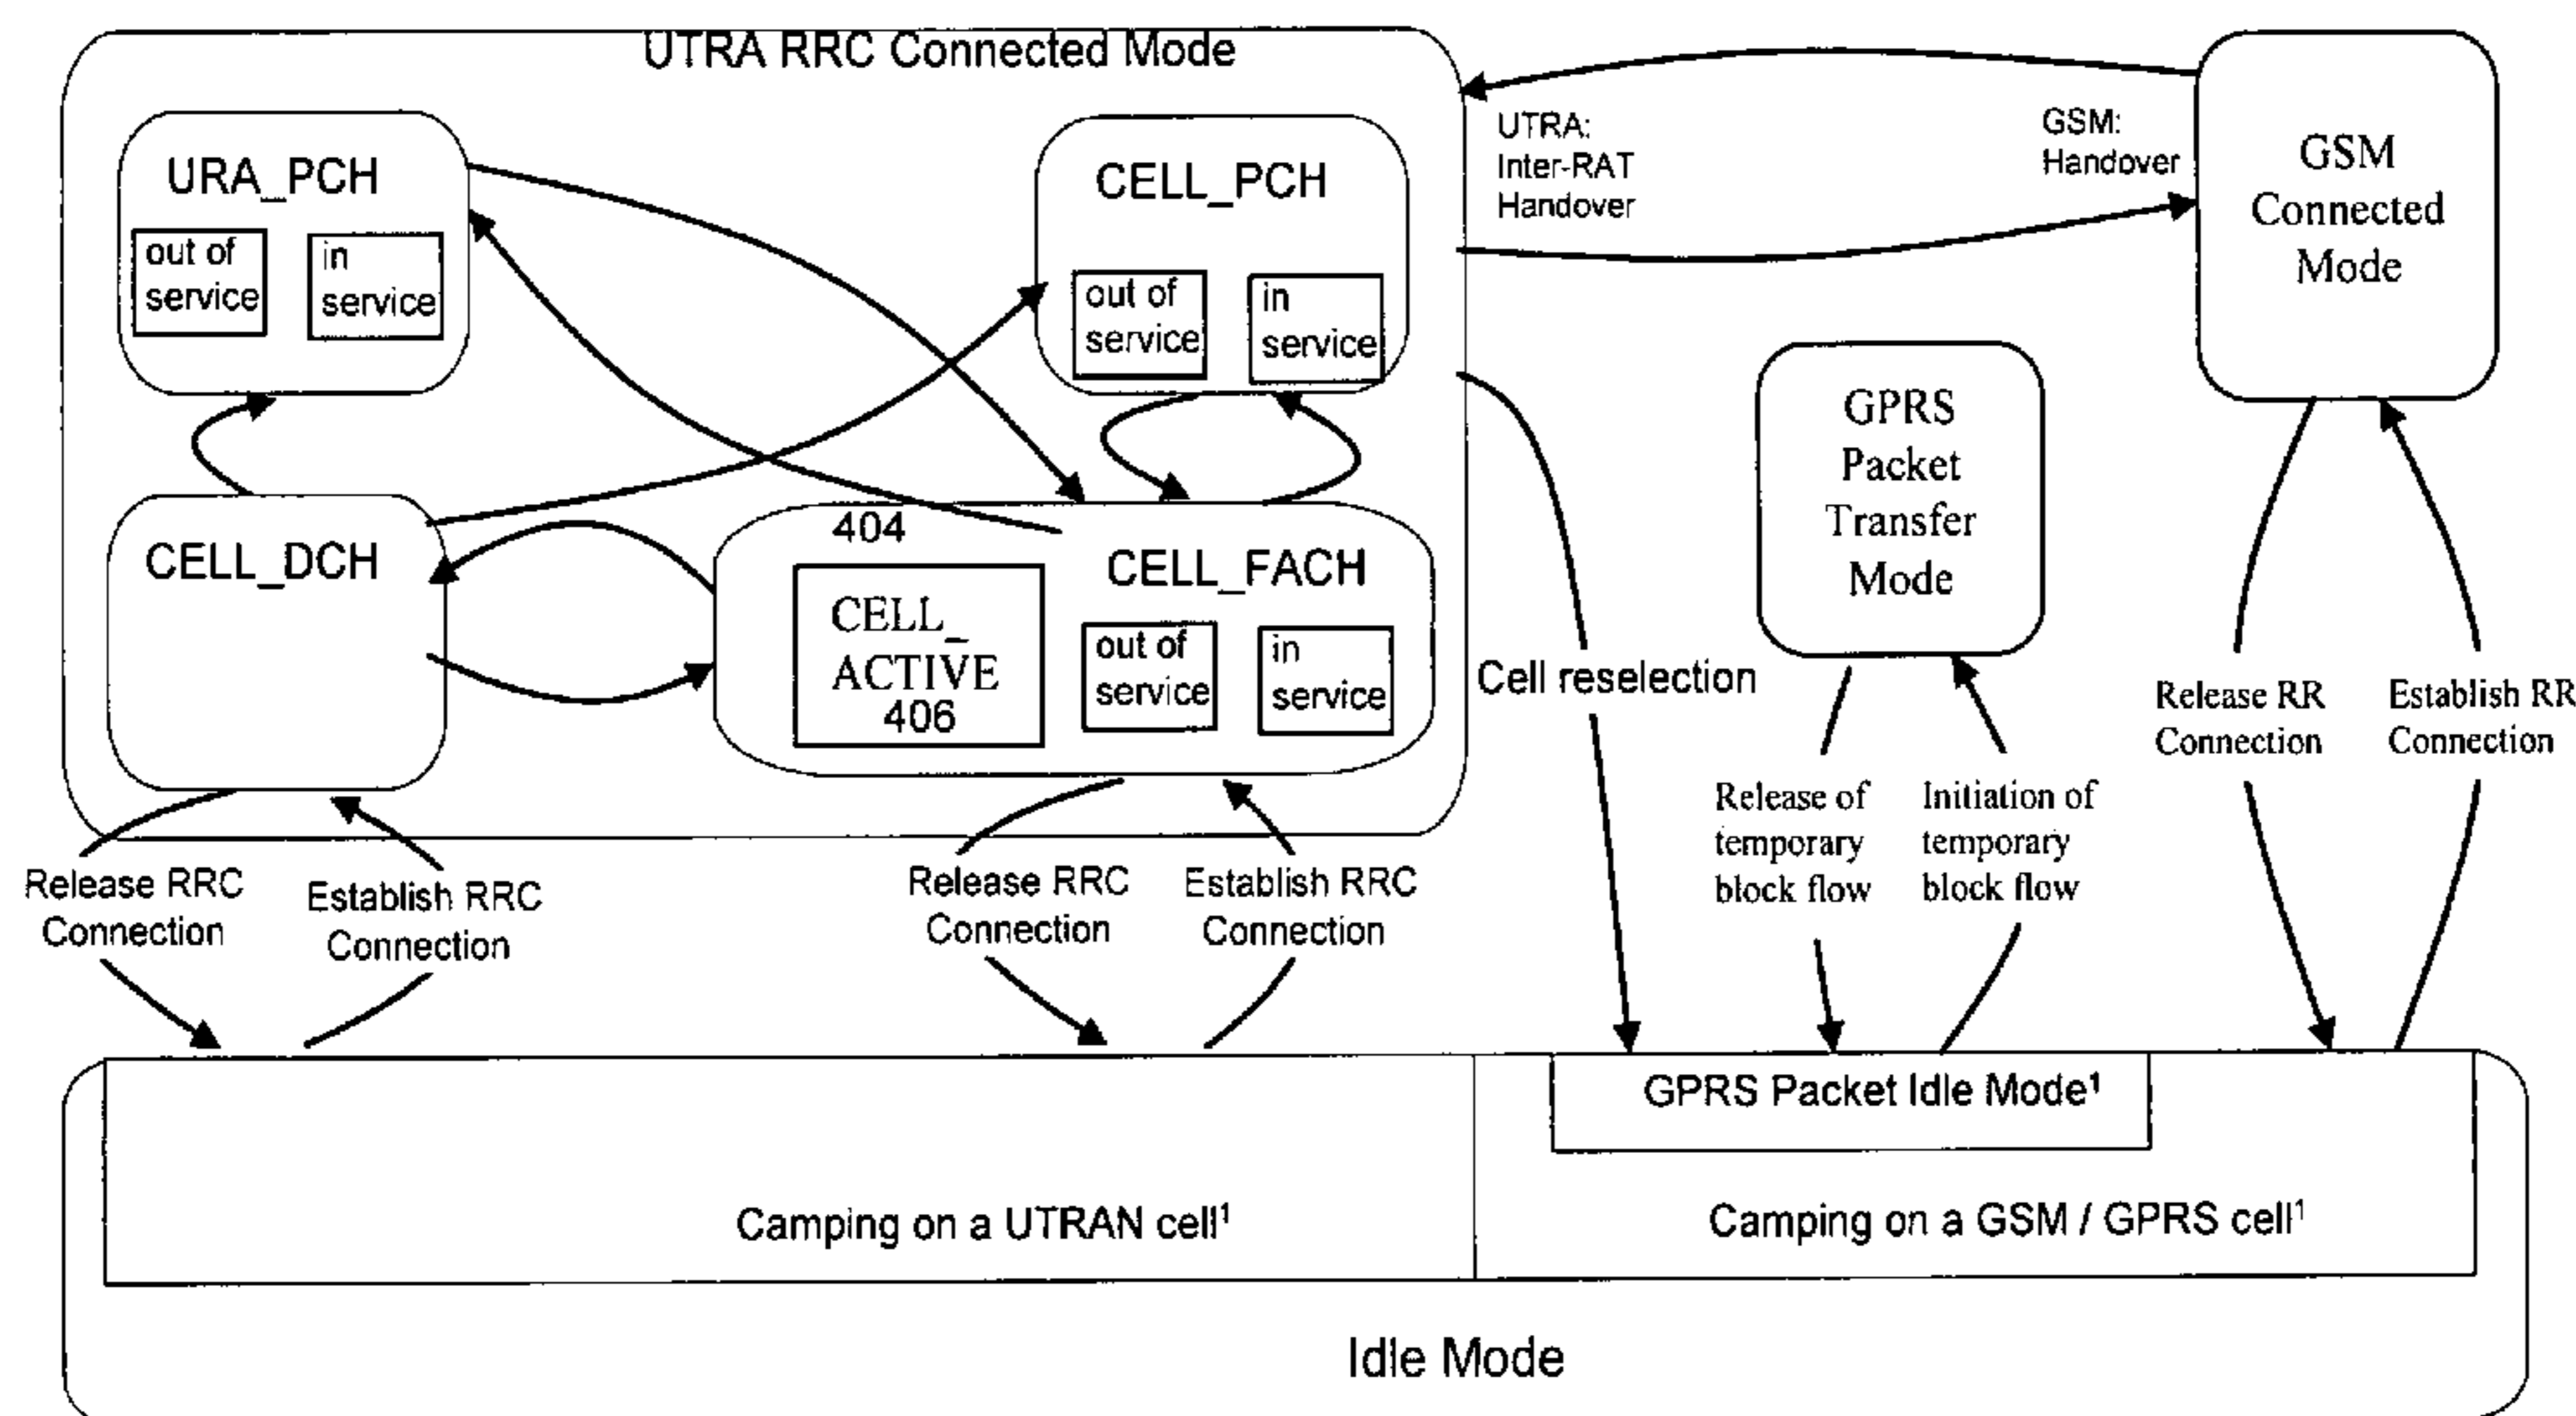 UTRA RRC Connected Mode
URA_PCH
out of
service
in
service
CELL_PCH
out of
service
in
service
UTRA:
Inter-RAT
Handover
GSM:
Handover
GSM
Connected
Mode
GPRS
Packet
Transfer
Mode
CELL_DCH
404
CELL_
ACTIVE
406
CELL_FACH
out of
service
in
service
Cell reselection
Release RR
Connection
Establish RR
Connection
Release of
temporary
block flow
Initiation of
temporary
block flow
Release RRC
Connection
Establish RRC
Connection
Release RRC
Connection
Establish RRC
Connection
GPRS Packet Idle Mode¹
Camping on a UTRAN cell¹
Camping on a GSM / GPRS cell¹
Idle Mode